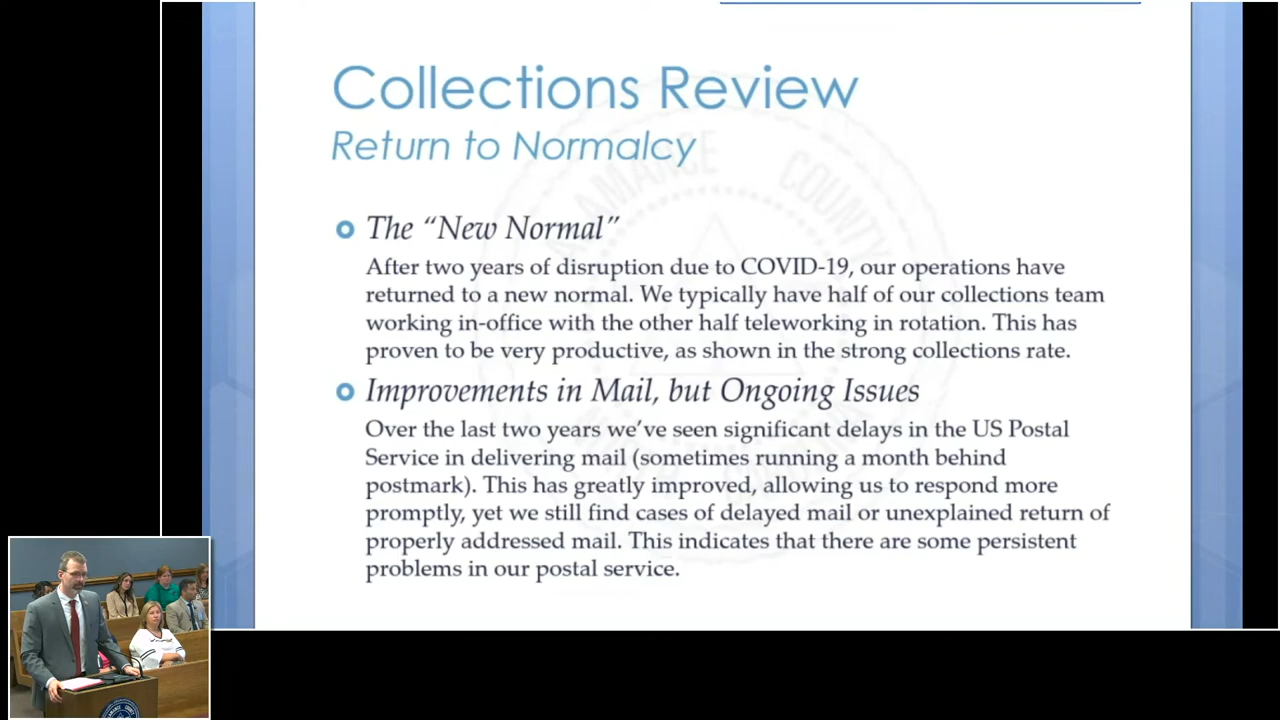 Collections Review
Return to Normalcy
The “New Normal”
After two years of disruption due to COVID-19, our operations have
returned to a new normal. We typically have half of our collections team
working in-office with the other half teleworking in rotation. This has
proven to be very productive, as shown in the strong collections rate.
Improvements in Mail, but Ongoing Issues
Over the last two years we’ve seen significant delays in the US Postal
Service in delivering mail (sometimes running a month behind
postmark). This has greatly improved, allowing us to respond more
promptly, yet we still find cases of delayed mail or unexplained return of
properly addressed mail. This indicates that there are some persistent
problems in our postal service.
ALAMANCE COUNTY